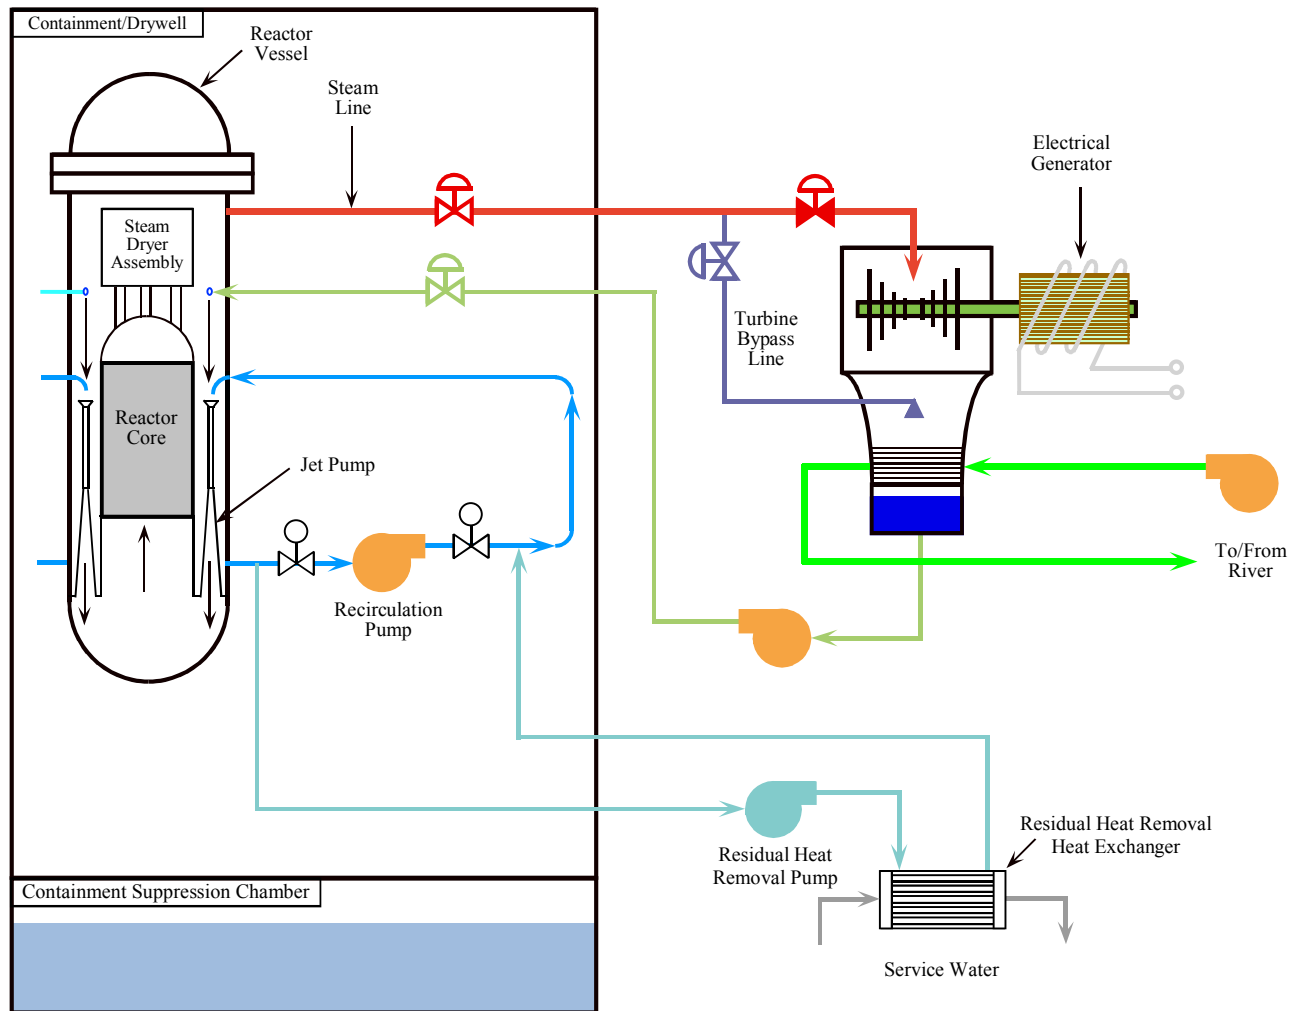 Containment/Drywell
Reactor
Vessel
Steam
Line
Electrical
Generator
Steam
Dryer
Assembly
Turbine
Bypass
Line
Reactor
Core
Jet Pump
To/From
River
Recirculation
Pump
Residual Heat Removal
Heat Exchanger
Residual Heat
Removal Pump
Containment Suppression Chamber
Service Water